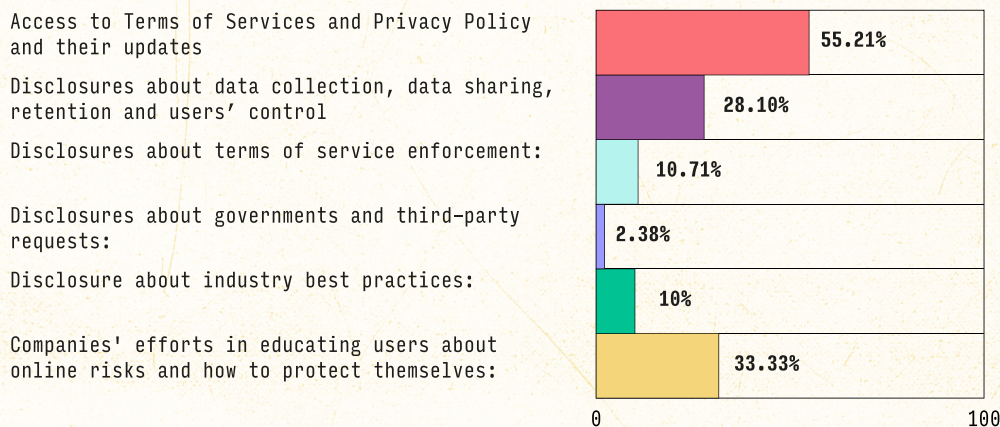 Access to Terms of Services and Privacy Policy
and their updates
55.21%
Disclosures about data collection, data sharing,
retention and users’ control
28.10%
Disclosures about terms of service enforcement:
10.71%
Disclosures about governments and third-party
requests:
2.38%
Disclosure about industry best practices:
10%
Companies' efforts in educating users about
online risks and how to protect themselves:
33.33%
0
100